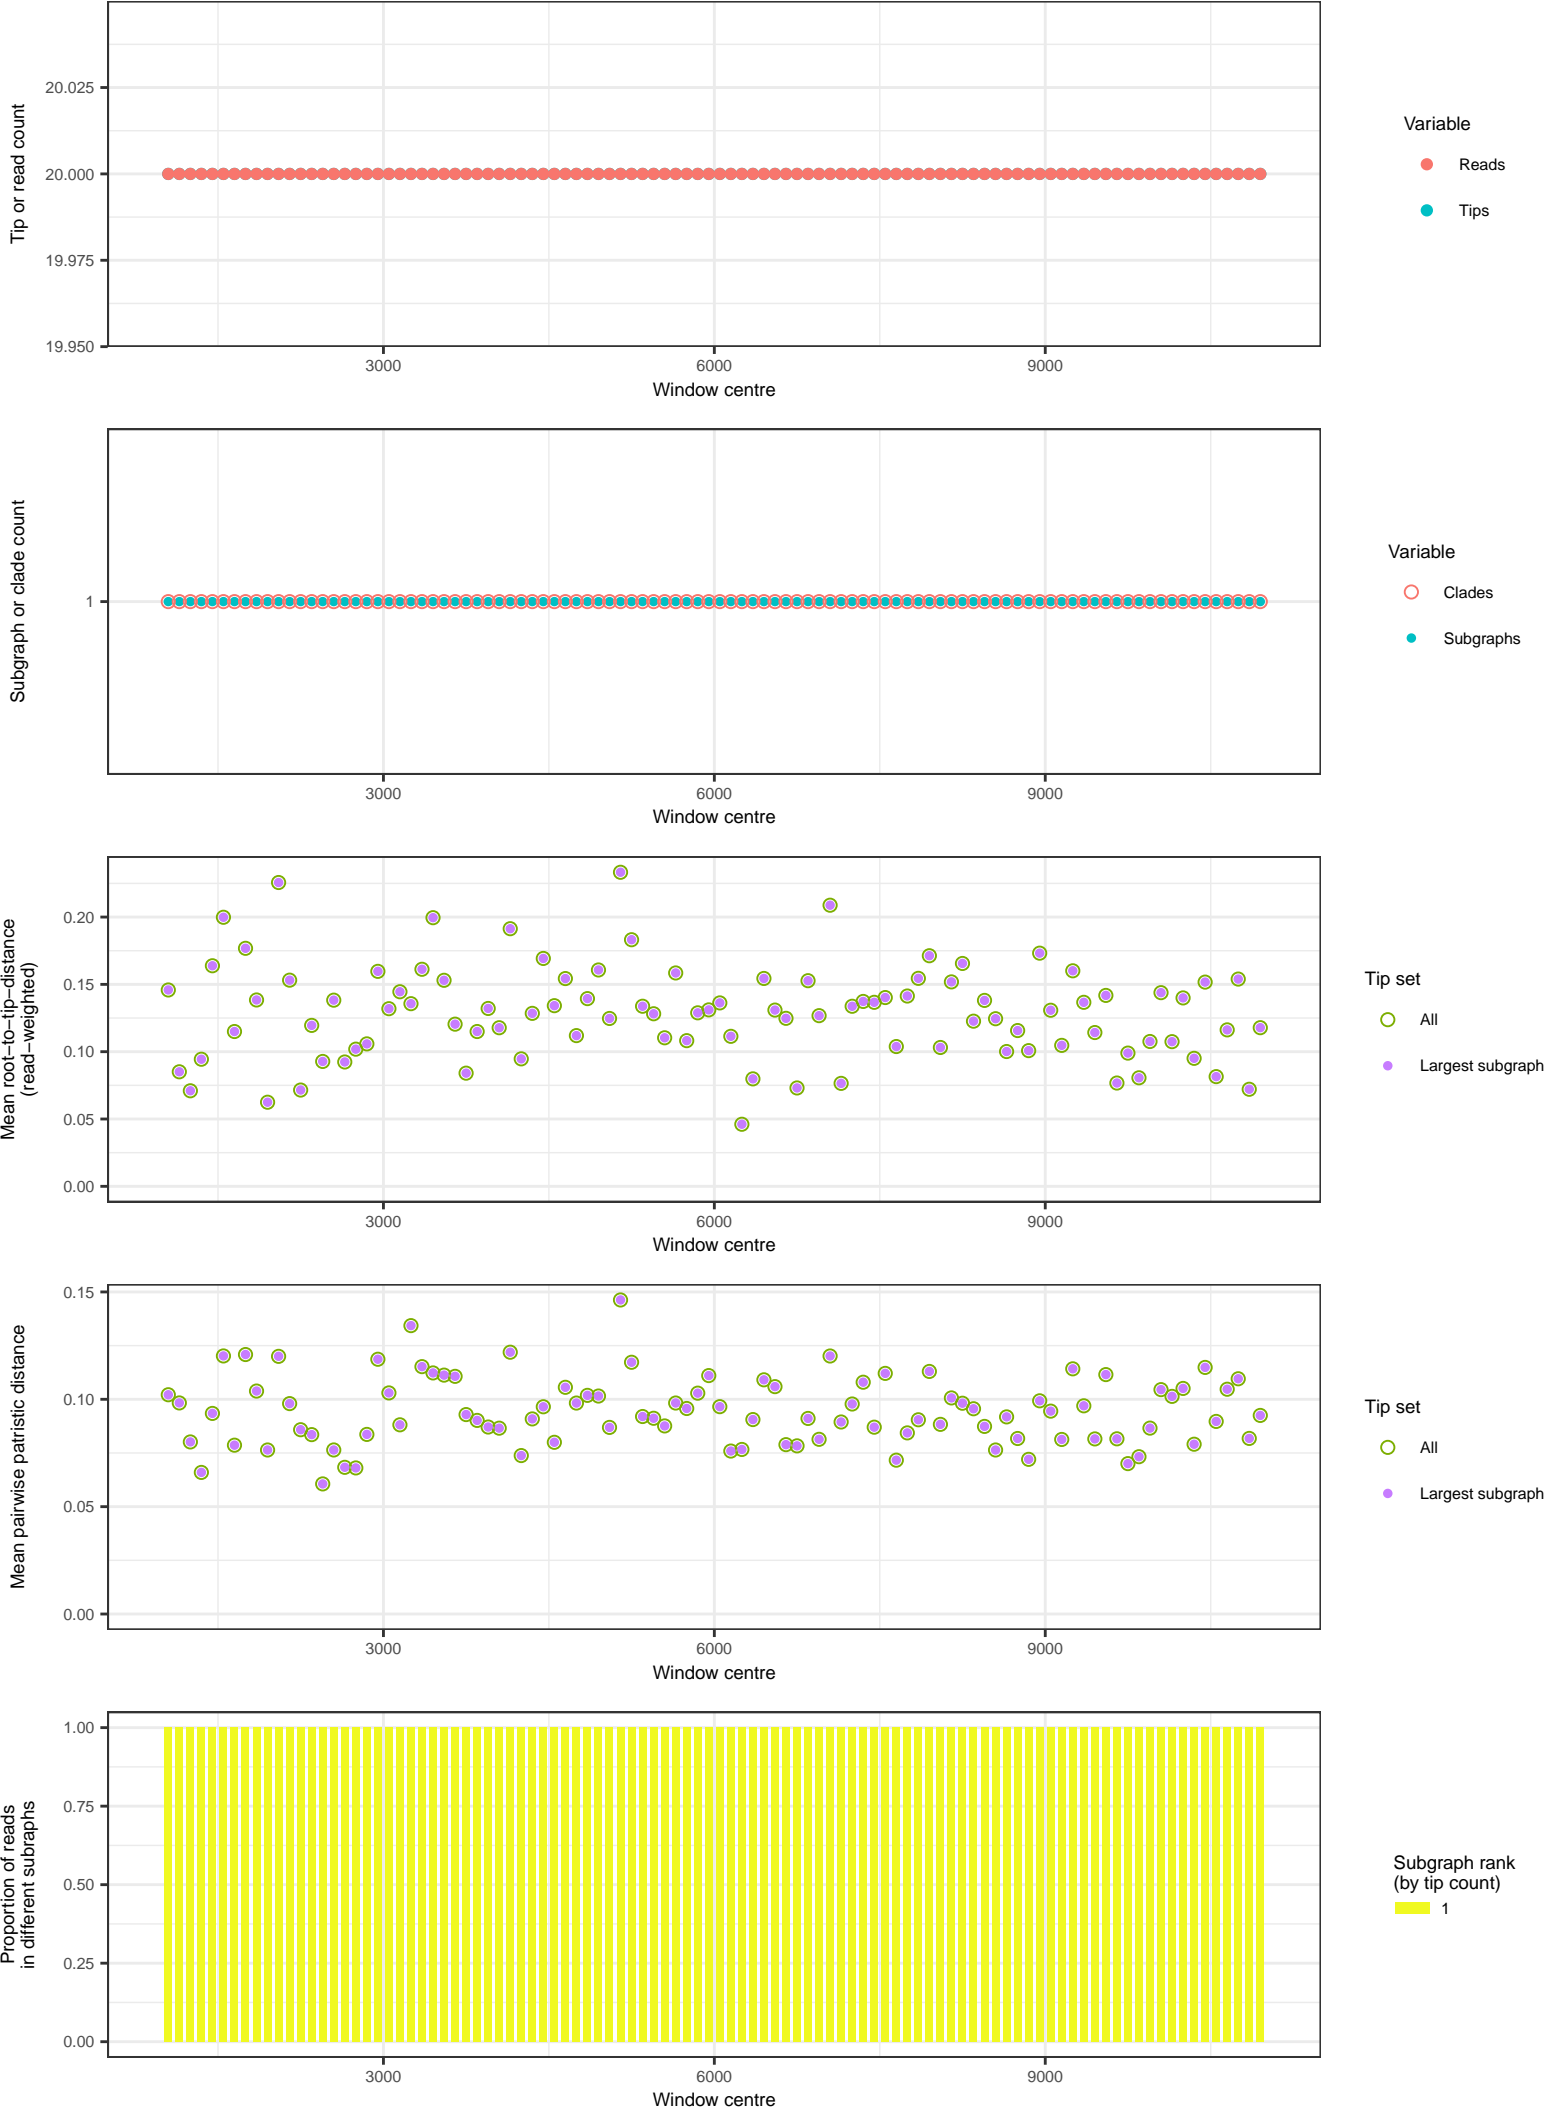 20.025
20.000
19.975
19.950
Tip or read count
3000 6000 9000
Window centre
Variable
Reads
Tips
1
Subgraph or clade count
3000 6000 9000
Window centre
Variable
Clades
Subgraphs
0.20
0.15
0.10
0.05
0.00
Mean root−to−tip−distance
(read−weighted)
3000 6000 9000
Window centre
Tip set
All
Largest subgraph
0.15
0.10
0.05
0.00
Mean pairwise patristic distance
3000 6000 9000
Window centre
Tip set
All
Largest subgraph
1.00
0.75
0.50
0.25
0.00
Proportion of reads
in different subraphs
3000 6000 9000
Window centre
Subgraph rank
(by tip count)
1